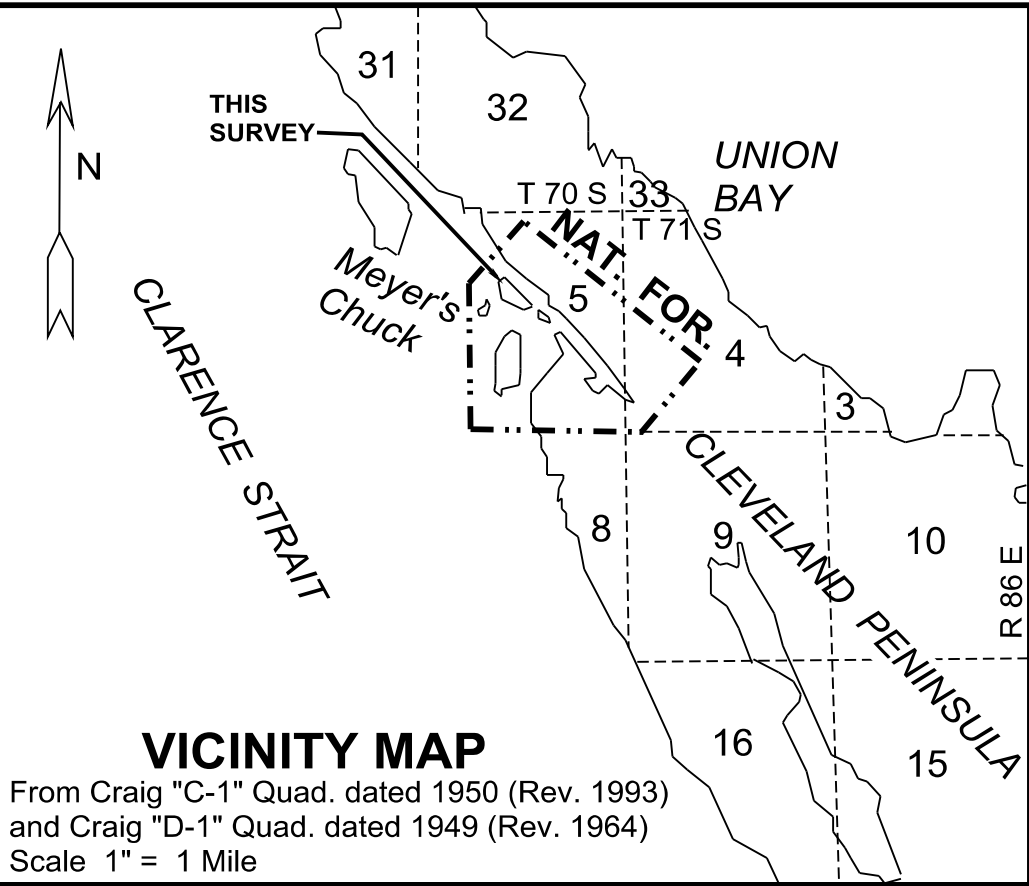 31
32
THIS
SURVEY
N
UNION
BAY
T 70 S
33
T 71 S
NAT. FOR.
Meyer's
Chuck
5
4
3
CLARENCE STRAIT
CLEVELAND PENINSULA
8
9
10
R 86 E
16
15
VICINITY MAP
From Craig "C-1" Quad. dated 1950 (Rev. 1993)
and Craig "D-1" Quad. dated 1949 (Rev. 1964)
Scale 1" = 1 Mile